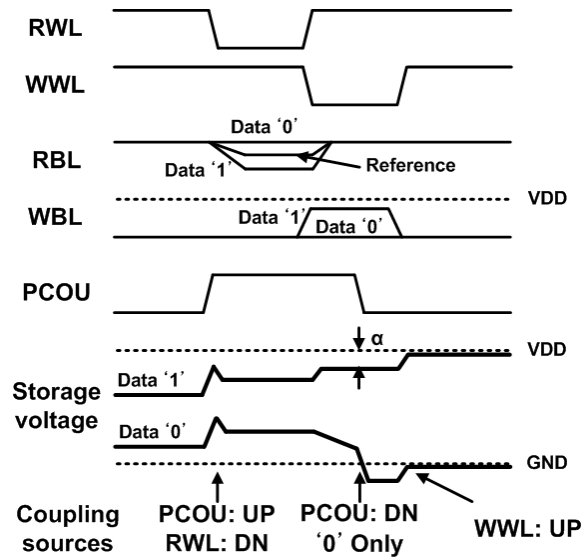 RWL
WWL
Data ‘0’
RBL
Data ‘1’
Reference
VDD
WBL
Data ‘1’
Data ‘0’
PCOU
VDD
α
Data ‘1’
Storage
voltage
Data ‘0’
GND
Coupling
sources
PCOU: UP
RWL: DN
PCOU: DN
‘0’ Only
WWL: UP